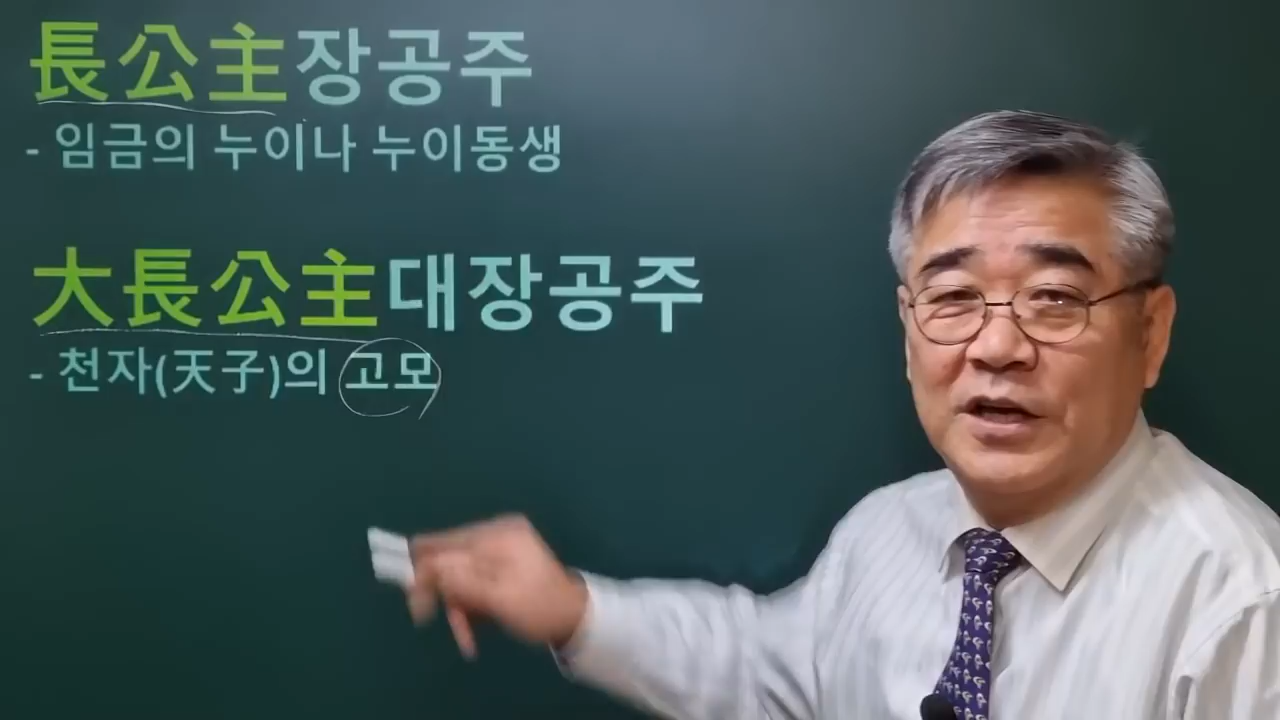 長公主장공주
- 임금의 누이나 누이동생
大長公主대장공주
- 천자(天子)의 고모